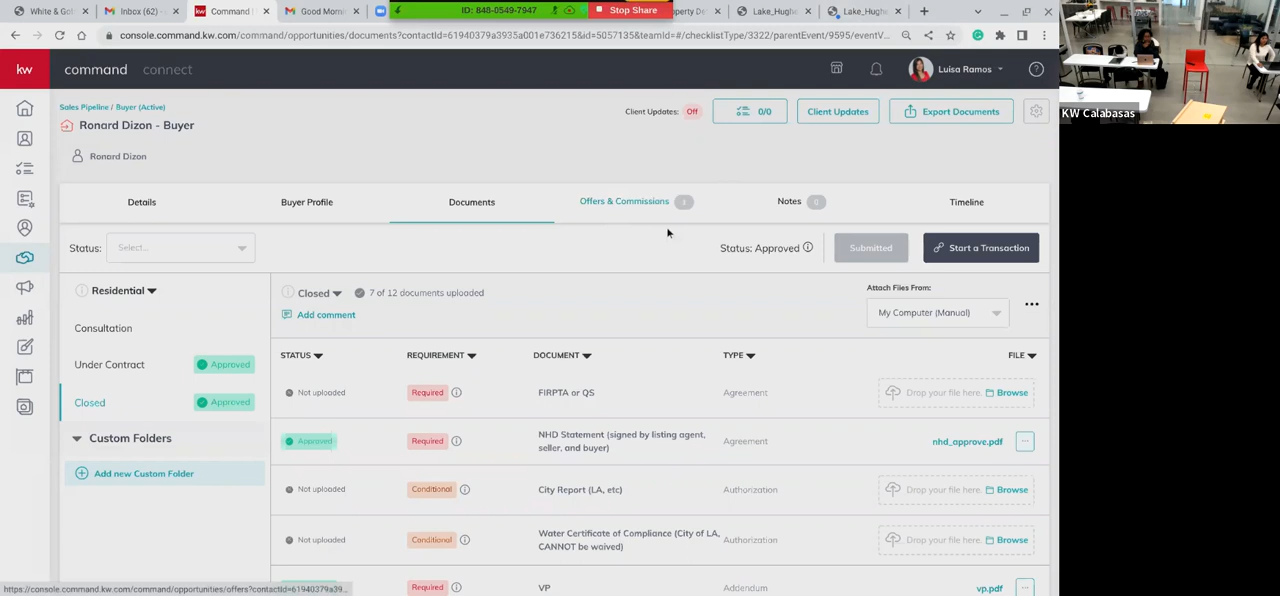 White & Got
Inbox (62)
Command
Good Morn
ID: 848-0549-7947
Stop Share
perty De
Lake_Hugh
Lake_Hugh
console.command.kw.com/command/opportunities/documents?contactId=61940379a3935a001e736215&id=5057135&teamId=#/checklistType/3322/parentEvent/9595/eventV...
kw
command connect
Luisa Ramos
KW Calabasas
Sales Pipeline / Buyer (Active)
Ronard Dizon - Buyer
Client Updates: Off
0/0
Client Updates
Export Documents
Ronard Dizon
Details
Buyer Profile
Documents
Offers & Commissions
Notes 0
Timeline
Status: Select...
Status: Approved
Submitted
Start a Transaction
Residential
Consultation
Under Contract Approved
Closed Approved
Custom Folders
Add new Custom Folder
Closed 7 of 12 documents uploaded
Add comment
Attach Files From:
My Computer (Manual)
STATUS REQUIREMENT DOCUMENT TYPE FILE
Not uploaded Required FIRPTA or QS Agreement Drop your file here. Browse
Approved Required NHD Statement (signed by listing agent, seller, and buyer) Agreement nhd_approve.pdf
Not uploaded Conditional City Report (LA, etc) Authorization Drop your file here. Browse
Not uploaded Conditional Water Certificate of Compliance (City of LA, CANNOT be waived) Authorization Drop your file here. Browse
Required VP Addendum vp.pdf
https://console.command.kw.com/command/opportunities/offers?contactId=61940379a39...